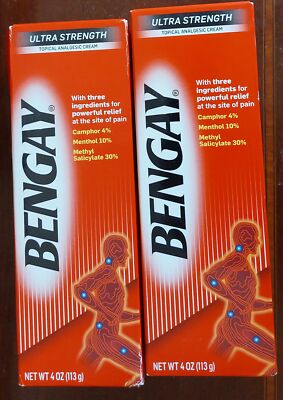 ULTRA STRENGTH
TOPICAL ANALGESIC CREAM
BENGAY®
With three
ingredients for
powerful relief
at the site of pain
Camphor 4%
Menthol 10%
Methyl
Salicylate 30%
NET WT 4 OZ (113 g)
ULTRA STRENGTH
TOPICAL ANALGESIC CREAM
BENGAY®
With three
ingredients for
powerful relief
at the site of pain
Camphor 4%
Menthol 10%
Methyl
Salicylate 30%
NET WT 4 OZ (113 g)